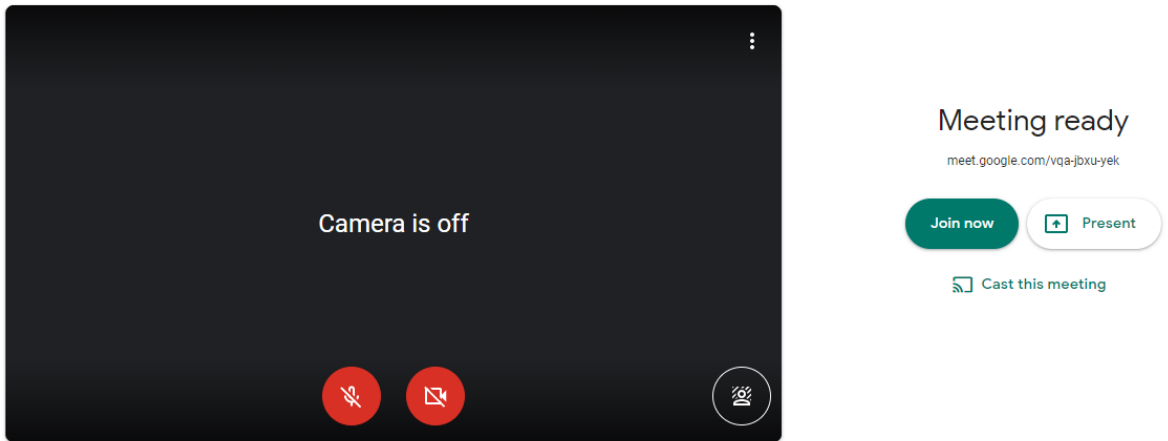 Camera is off
Meeting ready
meet.google.com/vqa-jbxu-yek
Join now
Present
Cast this meeting